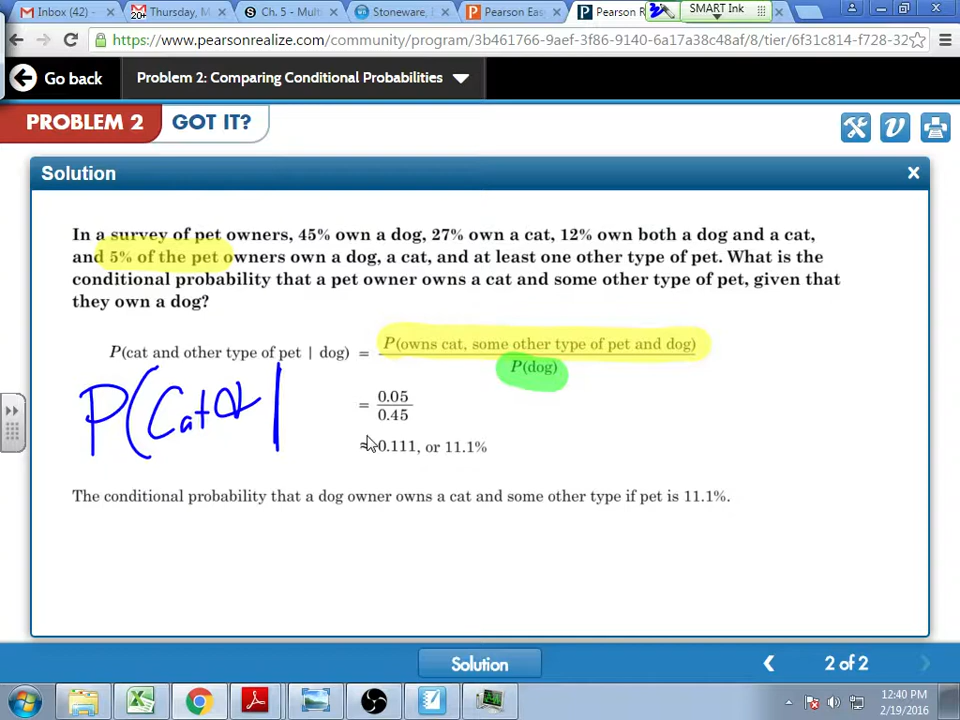 Inbox (42) -
20+
Thursday, M
Ch. 5 - Mult
Stoneware, E
Pearson Eas
Pearson R
SMART Ink
https://www.pearsonrealize.com/community/program/3b461766-9aef-3f86-9140-6a17a38c48af/8/tier/6f31c814-f728-32
Go back
Problem 2: Comparing Conditional Probabilities
PROBLEM 2
GOT IT?
Solution
In a survey of pet owners, 45% own a dog, 27% own a cat, 12% own both a dog and a cat,
and 5% of the pet owners own a dog, a cat, and at least one other type of pet. What is the
conditional probability that a pet owner owns a cat and some other type of pet, given that
they own a dog?
P(cat and other type of pet | dog) = P(owns cat, some other type of pet and dog)
P(dog)
= 0.05
0.45
≈ 0.111, or 11.1%
P(Cat
The conditional probability that a dog owner owns a cat and some other type if pet is 11.1%.
Solution
2 of 2
12:40 PM
2/19/2016